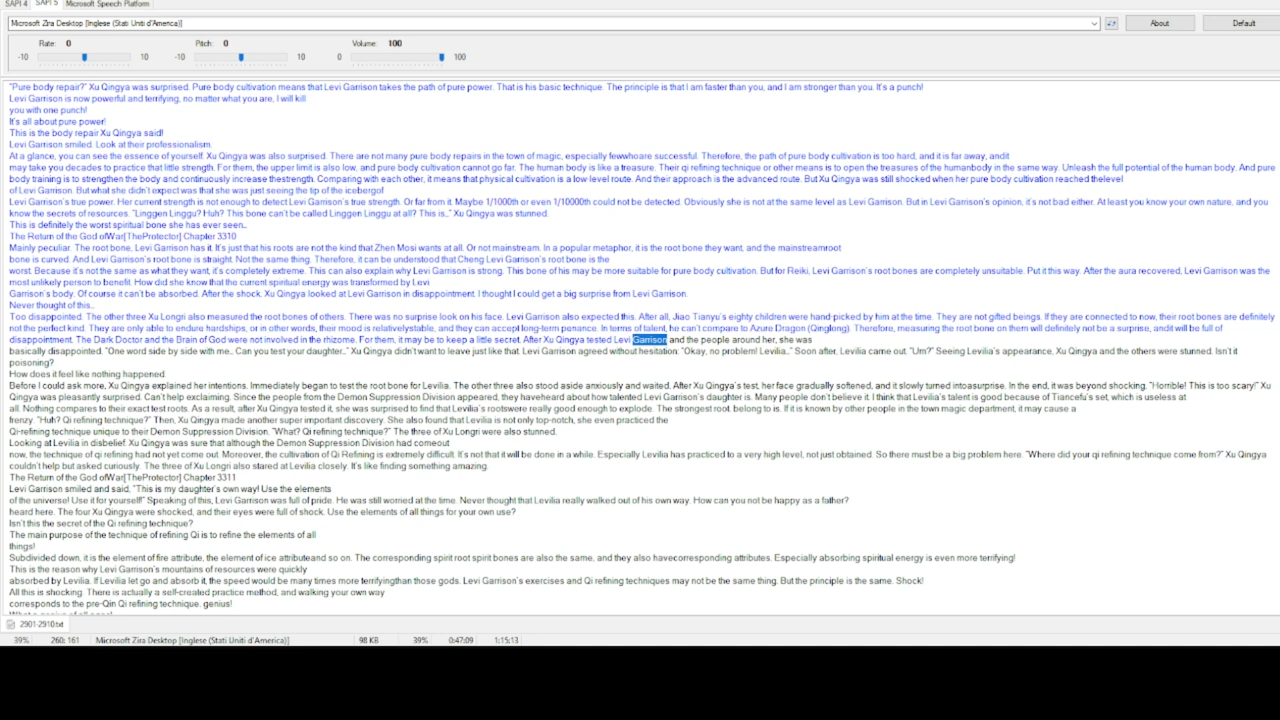 SAPI 4 SAPI 5 Microsoft Speech Platform
Microsoft Zira Desktop [Inglese (Stati Uniti d'America)] About Default
Rate: 0 Pitch: 0 Volume: 100
-10 10 -10 10 0 100
"Pure body repair?" Xu Qingya was surprised. Pure body cultivation means that Levi Garrison takes the path of pure power. That is his basic technique. The principle is that I am faster than you, and I am stronger than you. It's a punch!
Levi Garrison is now powerful and terrifying, no matter what you are, I will kill
you with one punch!
It's all about pure power!
This is the body repair Xu Qingya said!
Levi Garrison smiled. Look at their professionalism.
At a glance, you can see the essence of yourself. Xu Qingya was also surprised. There are not many pure body repairs in the town of magic, especially fewwhoare successful. Therefore, the path of pure body cultivation is too hard, and it is far away, andit
may take you decades to practice that little strength. For them, the upper limit is also low, and pure body cultivation cannot go far. The human body is like a treasure. Their qi refining technique or other means is to open the treasures of the humanbody in the same way. Unleash the full potential of the human body. And pure
body training is to strengthen the body and continuously increase thestrength. Comparing with each other, it means that physical cultivation is a low-level route. And their approach is the advanced route. But Xu Qingya was still shocked when her pure body cultivation reached thelevel
of Levi Garrison. But what she didn't expect was that she was just seeing the tip of the icebergof
Levi Garrison's true power. Her current strength is not enough to detect Levi Garrison's true strength. Or far from it. Maybe 1/1000th or even 1/10000th could not be detected. Obviously she is not at the same level as Levi Garrison. But in Levi Garrison's opinion, it's not bad either. At least you know your own nature, and you
know the secrets of resources. "Linggen Linggu? Huh? This bone can't be called Linggen Linggu at all? This is.." Xu Qingya was stunned.
This is definitely the worst spiritual bone she has ever seen..
The Return of the God ofWar[TheProtector] Chapter 3310
Mainly peculiar. The root bone, Levi Garrison has it. It's just that his roots are not the kind that Zhen Mosi wants at all. Or not mainstream. In a popular metaphor, it is the root bone they want, and the mainstreamroot
bone is curved. And Levi Garrison's root bone is straight. Not the same thing. Therefore, it can be understood that Cheng Levi Garrison's root bone is the
worst. Because it's not the same as what they want, it's completely extreme. This can also explain why Levi Garrison is strong. This bone of his may be more suitable for pure body cultivation. But for Reiki, Levi Garrison's root bones are completely unsuitable. Put it this way. After the aura recovered, Levi Garrison was the
most unlikely person to benefit. How did she know that the current spiritual energy was transformed by Levi
Garrison's body. Of course it can't be absorbed. After the shock. Xu Qingya looked at Levi Garrison in disappointment. I thought I could get a big surprise from Levi Garrison.
Never thought of this..
Too disappointed. The other three Xu Longri also measured the root bones of others. There was no surprise look on his face. Levi Garrison also expected this. After all, Jiao Tianyu's eighty children were hand-picked by him at the time. They are not gifted beings. If they are connected to now, their root bones are definitely
not the perfect kind. They are only able to endure hardships, or in other words, their mood is relativelystable, and they can accept long-term penance. In terms of talent, he can't compare to Azure Dragon (Qinglong). Therefore, measuring the root bone on them will definitely not be a surprise, andit will be full of
disappointment. The Dark Doctor and the Brain of God were not involved in the rhizome. For them, it may be to keep a little secret. After Xu Qingya tested Levi Garrison and the people around her, she was
basically disappointed. "One word side by side with me.. Can you test your daughter.." Xu Qingya didn't want to leave just like that. Levi Garrison agreed without hesitation: "Okay, no problem! Levilia.." Soon after, Levilia came out. "Um?" Seeing Levilia's appearance, Xu Qingya and the others were stunned. Isn't it
poisoning?
How does it feel like nothing happened.
Before I could ask more, Xu Qingya explained her intentions. Immediately began to test the root bone for Levilia. The other three also stood aside anxiously and waited. After Xu Qingya's test, her face gradually softened, and it slowly turned intoasurprise. In the end, it was beyond shocking. "Horrible! This is too scary!" Xu
Qingya was pleasantly surprised. Can't help exclaiming. Since the people from the Demon Suppression Division appeared, they haveheard about how talented Levi Garrison's daughter is. Many people don't believe it. I think that Levilia's talent is good because of Tiancefu's set, which is useless at
all. Nothing compares to their exact test roots. As a result, after Xu Qingya tested it, she was surprised to find that Levilia's rootswere really good enough to explode. The strongest root, belong to is. If it is known by other people in the town magic department, it may cause a
frenzy. "Huh? Qi refining technique?" Then, Xu Qingya made another super important discovery. She also found that Levilia is not only top-notch, she even practiced the
Qi-refining technique unique to their Demon Suppression Division. "What? Qi refining technique?" The three of Xu Longri were also stunned.
Looking at Levilia in disbelief. Xu Qingya was sure that although the Demon Suppression Division had comeout
now, the technique of qi refining had not yet come out. Moreover, the cultivation of Qi Refining is extremely difficult. It's not that it will be done in a while. Especially Levilia has practiced to a very high level, not just obtained. So there must be a big problem here. "Where did your qi refining technique come from?" Xu Qingya
couldn't help but asked curiously. The three of Xu Longri also stared at Levilia closely. It's like finding something amazing.
The Return of the God ofWar[TheProtector] Chapter 3311
Levi Garrison smiled and said, "This is my daughter's own way! Use the elements
of the universe! Use it for yourself!" Speaking of this, Levi Garrison was full of pride. He was still worried at the time. Never thought that Levilia really walked out of his own way. How can you not be happy as a father?
heard here. The four Xu Qingya were shocked, and their eyes were full of shock. Use the elements of all things for your own use?
Isn't this the secret of the Qi refining technique?
The main purpose of the technique of refining Qi is to refine the elements of all
things!
Subdivided down, it is the element of fire attribute, the element of ice attributeand so on. The corresponding spirit root spirit bones are also the same, and they also havecorresponding attributes. Especially absorbing spiritual energy is even more terrifying!
This is the reason why Levi Garrison's mountains of resources were quickly
absorbed by Levilia. If Levilia let go and absorb it, the speed would be many times more terrifyingthan those gods. Levi Garrison's exercises and Qi refining techniques may not be the same thing. But the principle is the same. Shock!
All this is shocking. There is actually a self-created practice method, and walking your own way
corresponds to the pre-Qin Qi refining technique. genius!
2901-2910.txt
39% 260: 161 Microsoft Zira Desktop [Inglese (Stati Uniti d'America)] 98 KB 39% 0:47:09 1:15:13